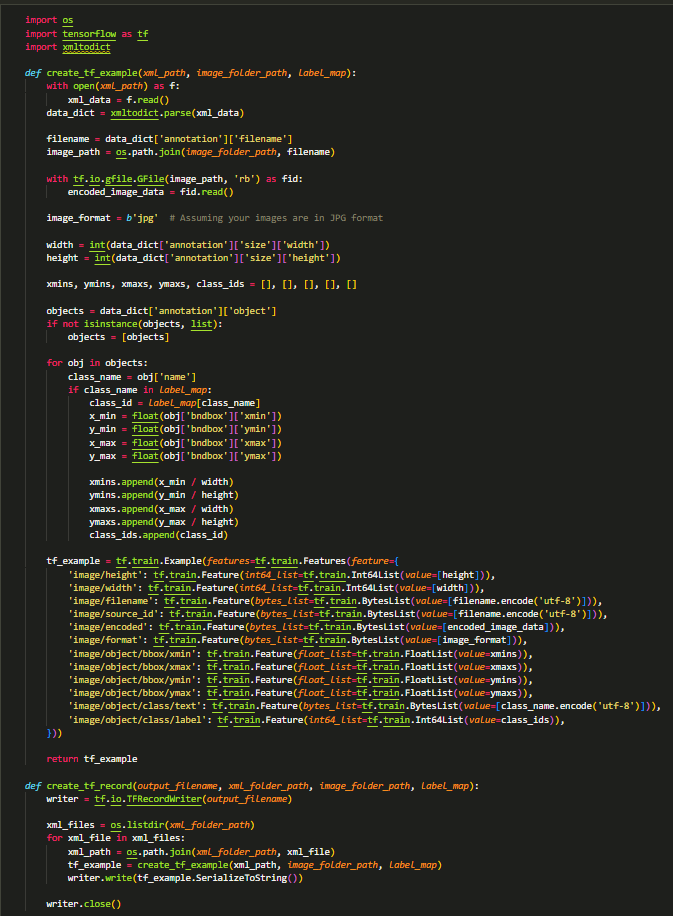 import os
import tensorflow as tf
import xmltodict
def create_tf_example(xml_path, image_folder_path, label_map):
with open(xml_path) as f:
xml_data = f.read()
data_dict = xmltodict.parse(xml_data)
filename = data_dict['annotation']['filename']
image_path = os.path.join(image_folder_path, filename)
with tf.io.gfile.GFile(image_path, 'rb') as fid:
encoded_image_data = fid.read()
image_format = b'jpg'  # Assuming your images are in JPG format
width = int(data_dict['annotation']['size']['width'])
height = int(data_dict['annotation']['size']['height'])
xmins, ymins, xmaxs, ymaxs, class_ids = [], [], [], [], []
objects = data_dict['annotation']['object']
if not isinstance(objects, list):
objects = [objects]
for obj in objects:
class_name = obj['name']
if class_name in label_map:
class_id = label_map[class_name]
x_min = float(obj['bndbox']['xmin'])
y_min = float(obj['bndbox']['ymin'])
x_max = float(obj['bndbox']['xmax'])
y_max = float(obj['bndbox']['ymax'])
xmins.append(x_min / width)
ymins.append(y_min / height)
xmaxs.append(x_max / width)
ymaxs.append(y_max / height)
class_ids.append(class_id)
tf_example = tf.train.Example(features=tf.train.Features(feature={
'image/height': tf.train.Feature(int64_list=tf.train.Int64List(value=[height])),
'image/width': tf.train.Feature(int64_list=tf.train.Int64List(value=[width])),
'image/filename': tf.train.Feature(bytes_list=tf.train.BytesList(value=[filename.encode('utf-8')])),
'image/source_id': tf.train.Feature(bytes_list=tf.train.BytesList(value=[filename.encode('utf-8')])),
'image/encoded': tf.train.Feature(bytes_list=tf.train.BytesList(value=[encoded_image_data])),
'image/format': tf.train.Feature(bytes_list=tf.train.BytesList(value=[image_format])),
'image/object/bbox/xmin': tf.train.Feature(float_list=tf.train.FloatList(value=xmins)),
'image/object/bbox/xmax': tf.train.Feature(float_list=tf.train.FloatList(value=xmaxs)),
'image/object/bbox/ymin': tf.train.Feature(float_list=tf.train.FloatList(value=ymins)),
'image/object/bbox/ymax': tf.train.Feature(float_list=tf.train.FloatList(value=ymaxs)),
'image/object/class/text': tf.train.Feature(bytes_list=tf.train.BytesList(value=[class_name.encode('utf-8')])),
'image/object/class/label': tf.train.Feature(int64_list=tf.train.Int64List(value=class_ids)),
}))
return tf_example
def create_tf_record(output_filename, xml_folder_path, image_folder_path, label_map):
writer = tf.io.TFRecordWriter(output_filename)
xml_files = os.listdir(xml_folder_path)
for xml_file in xml_files:
xml_path = os.path.join(xml_folder_path, xml_file)
tf_example = create_tf_example(xml_path, image_folder_path, label_map)
writer.write(tf_example.SerializeToString())
writer.close()